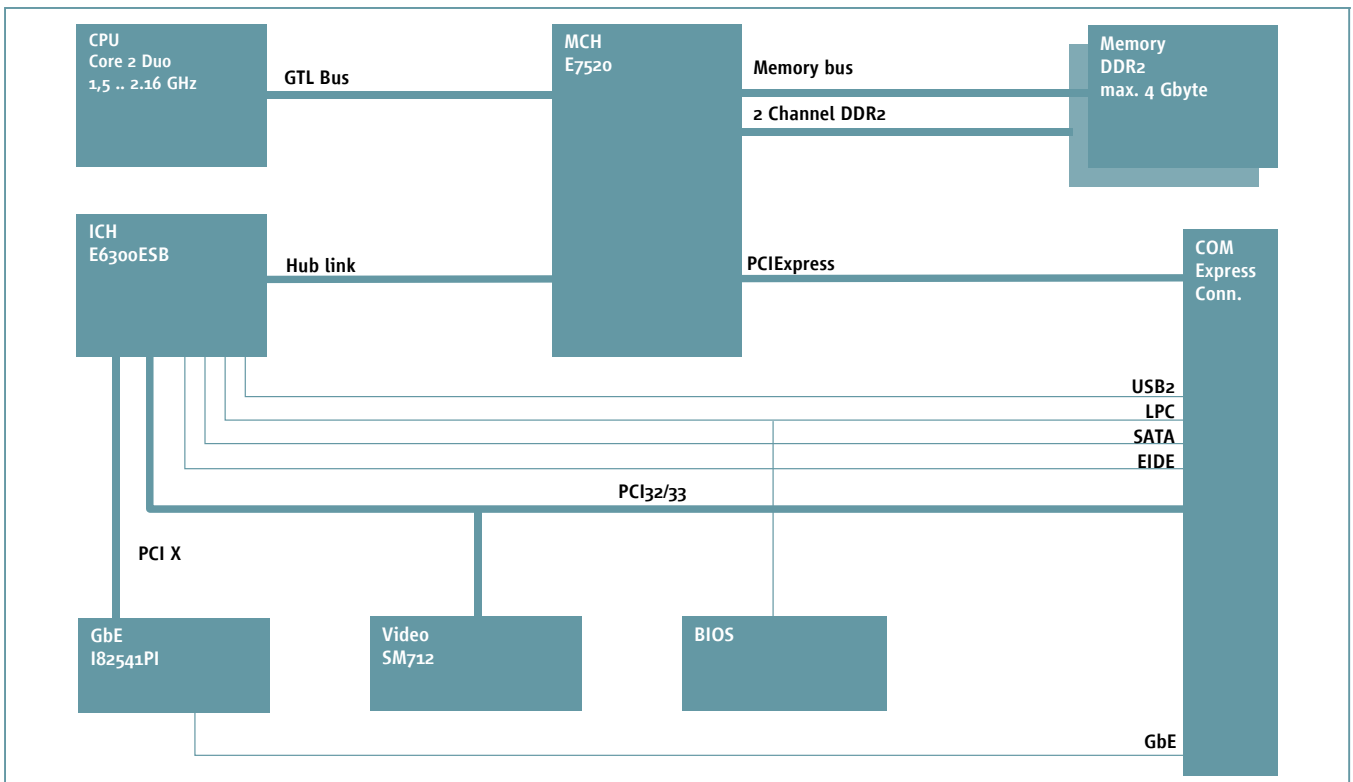 CPU
Core 2 Duo
1,5 .. 2.16 GHz
GTL Bus
MCH
E7520
Memory bus
2 Channel DDR2
Memory
DDR2
max. 4 Gbyte
ICH
E6300ESB
Hub link
PCIExpress
COM
Express
Conn.
USB2
LPC
SATA
EIDE
PCI32/33
PCI X
GbE
I82541PI
Video
SM712
BIOS
GbE